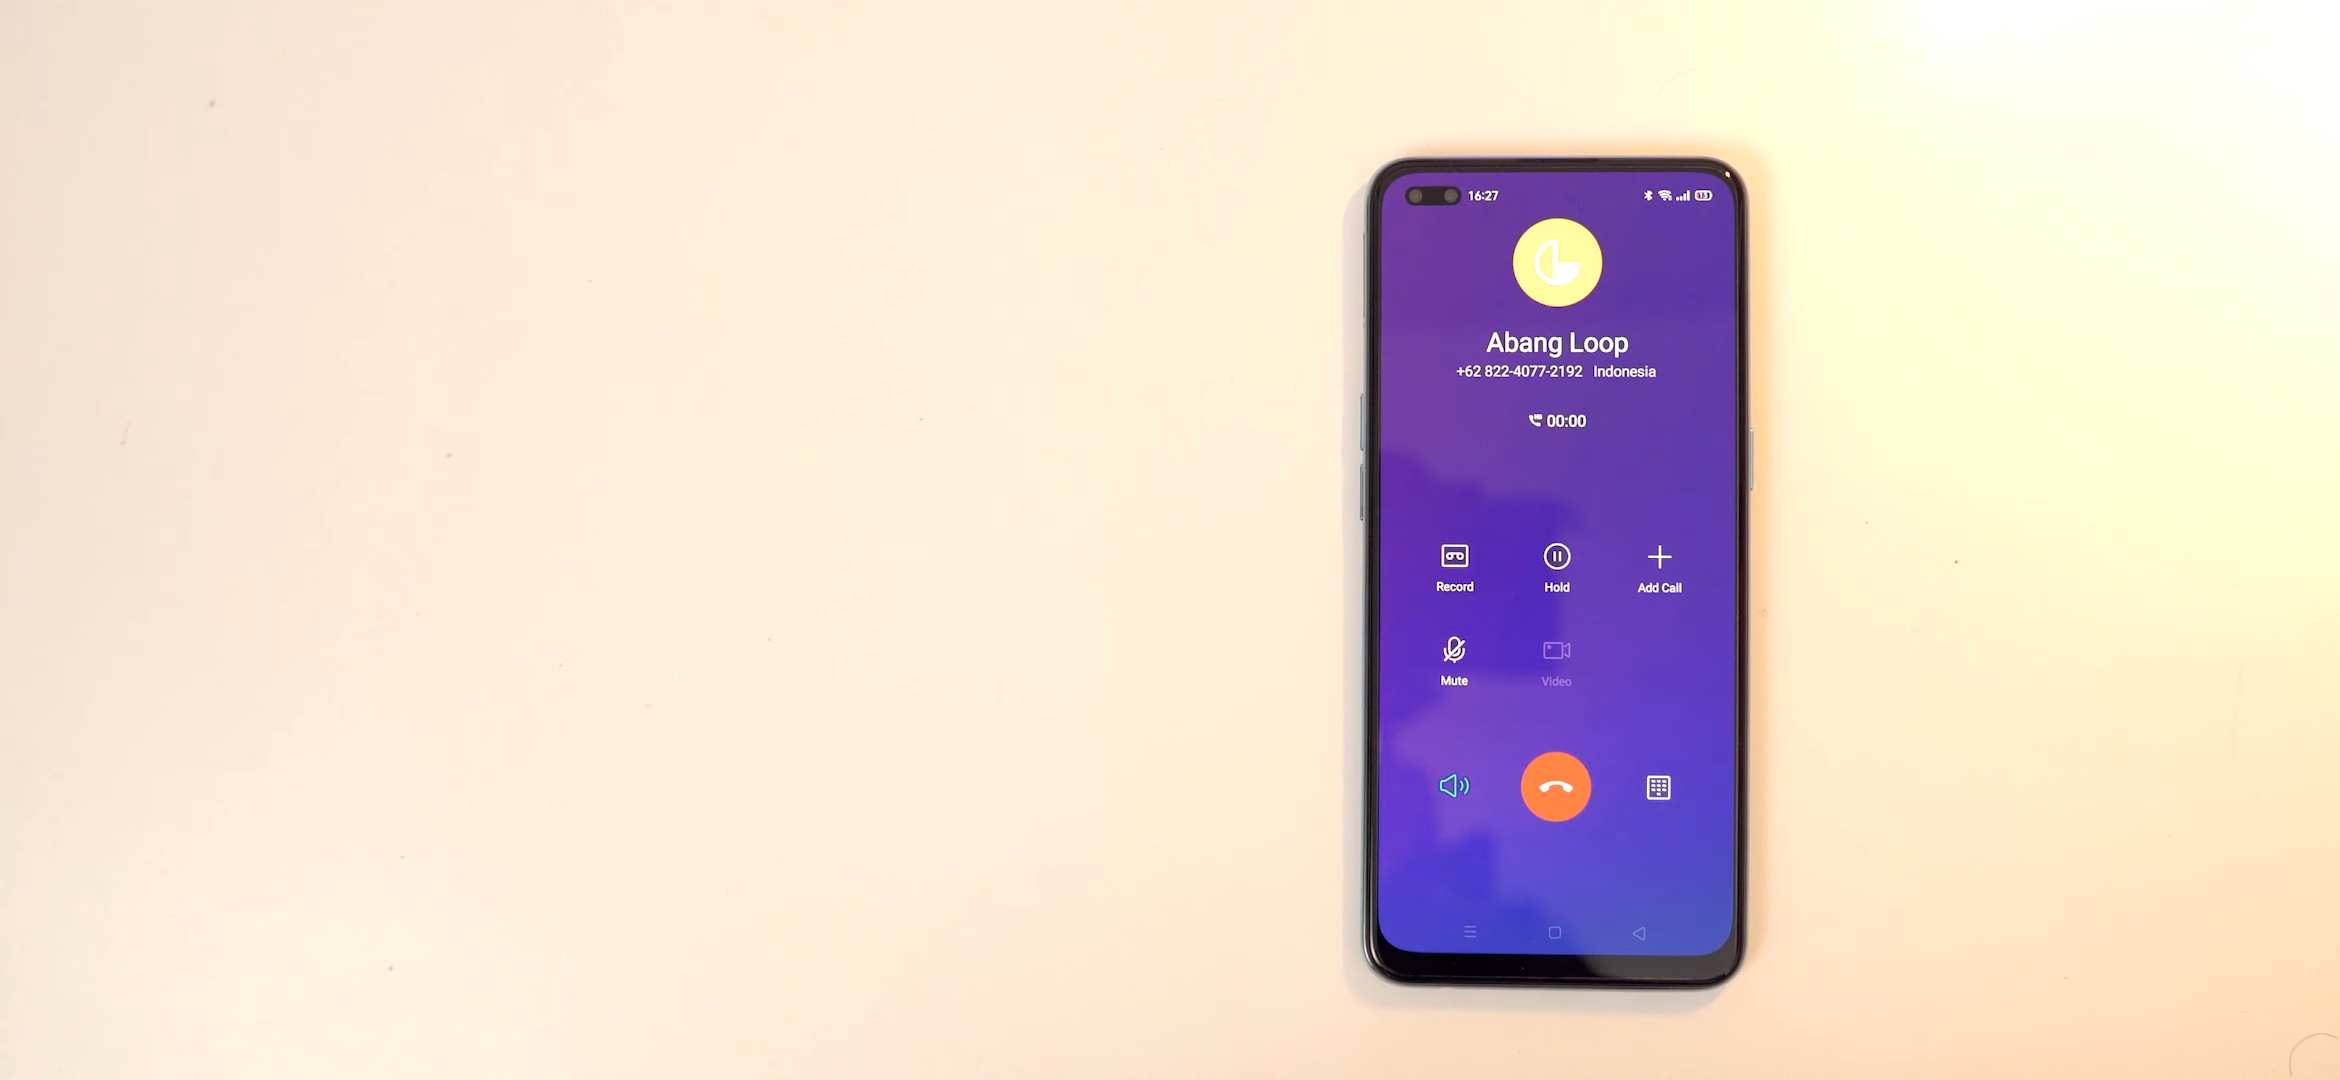 16:27
Abang Loop
+62 822-4077-2192 Indonesia
00:00
Record Hold Add Call
Mute Video